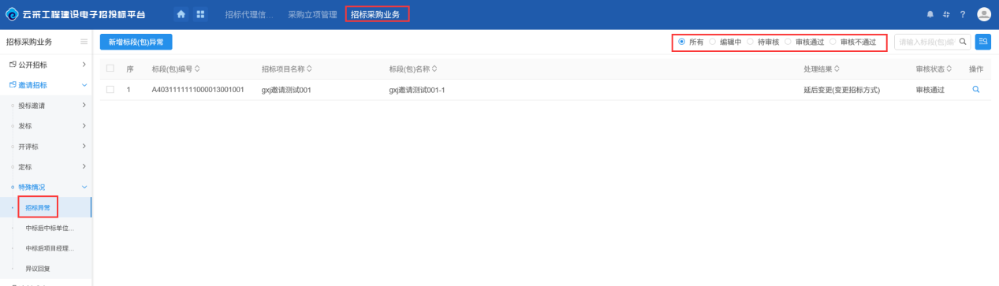 云采工程建设电子招投标平台
招标代理信...
采购立项管理
招标采购业务
?
招标采购业务
新增标段(包)异常
所有 编辑中 待审核 审核通过 审核不通过
请输入标段(包)编
公开招标
邀请招标
投标邀请
发标
开评标
定标
特殊情况
招标异常
中标后中标单位...
中标后项目经理...
异议回复
序 标段(包)编号 招标项目名称 标段(包)名称 处理结果 审核状态 操作
1 A4031111111000013001001 gxj邀请测试001 gxj邀请测试001-1 延后变更(变更招标方式) 审核通过